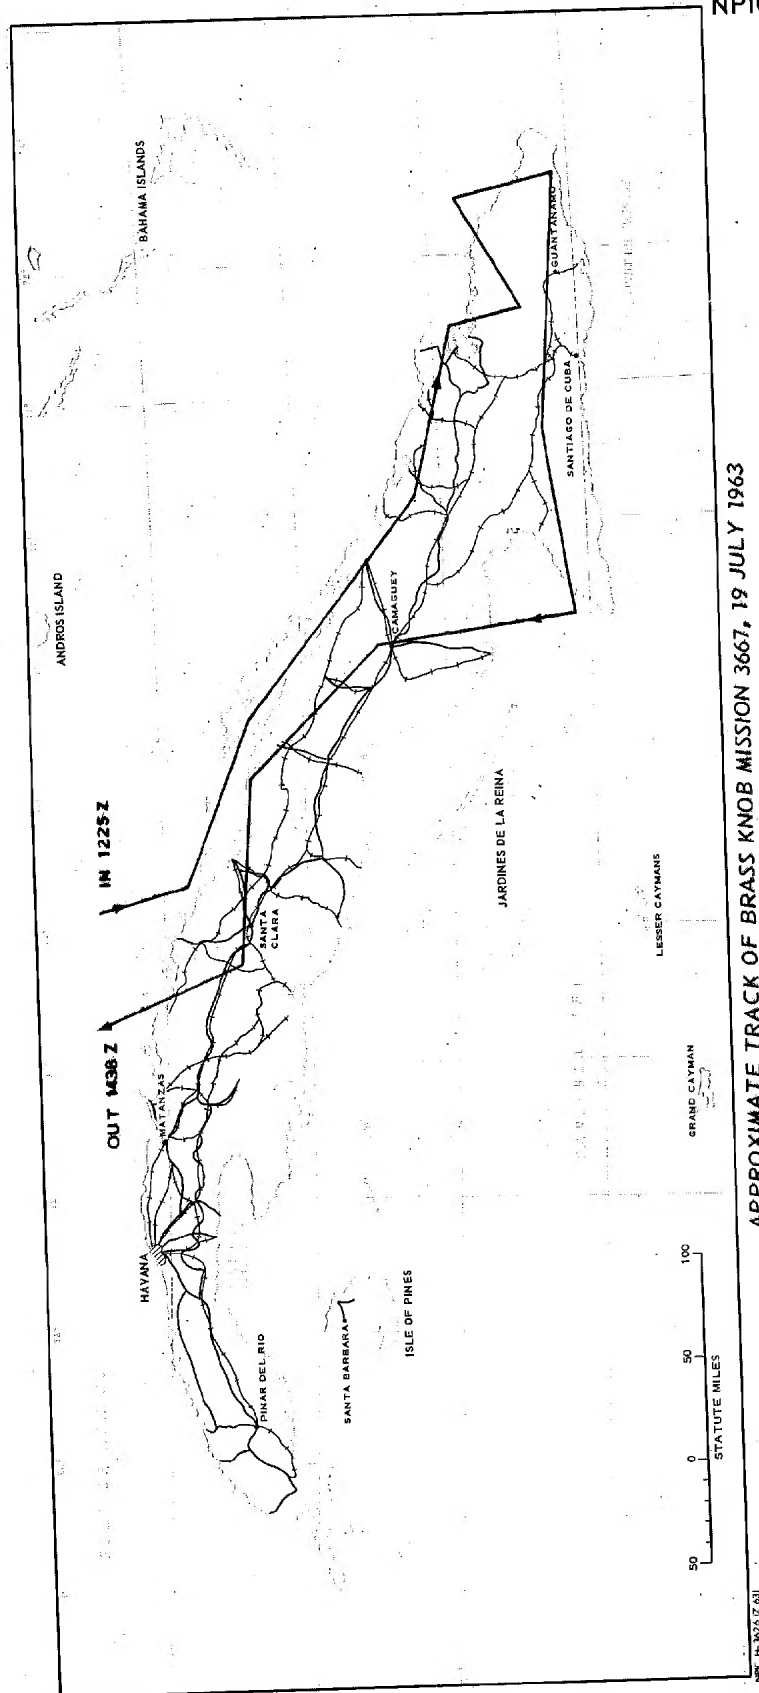 NP
BAHAMA ISLANDS
ANDROS ISLAND
IN 1225 Z
OUT 1438 Z
HAVANA
MATANZAS
SANTA
CLARA
CAMAGUEY
GUANTANAMO
SANTIAGO DE CUBA
PINAR DEL RIO
SANTA BARBARA
ISLE OF PINES
JARDINES DE LA REINA
LESSER CAYMANS
GRAND CAYMAN
50 0 50 100
STATUTE MILES
APPROXIMATE TRACK OF BRASS KNOB MISSION 3667, 19 JULY 1963